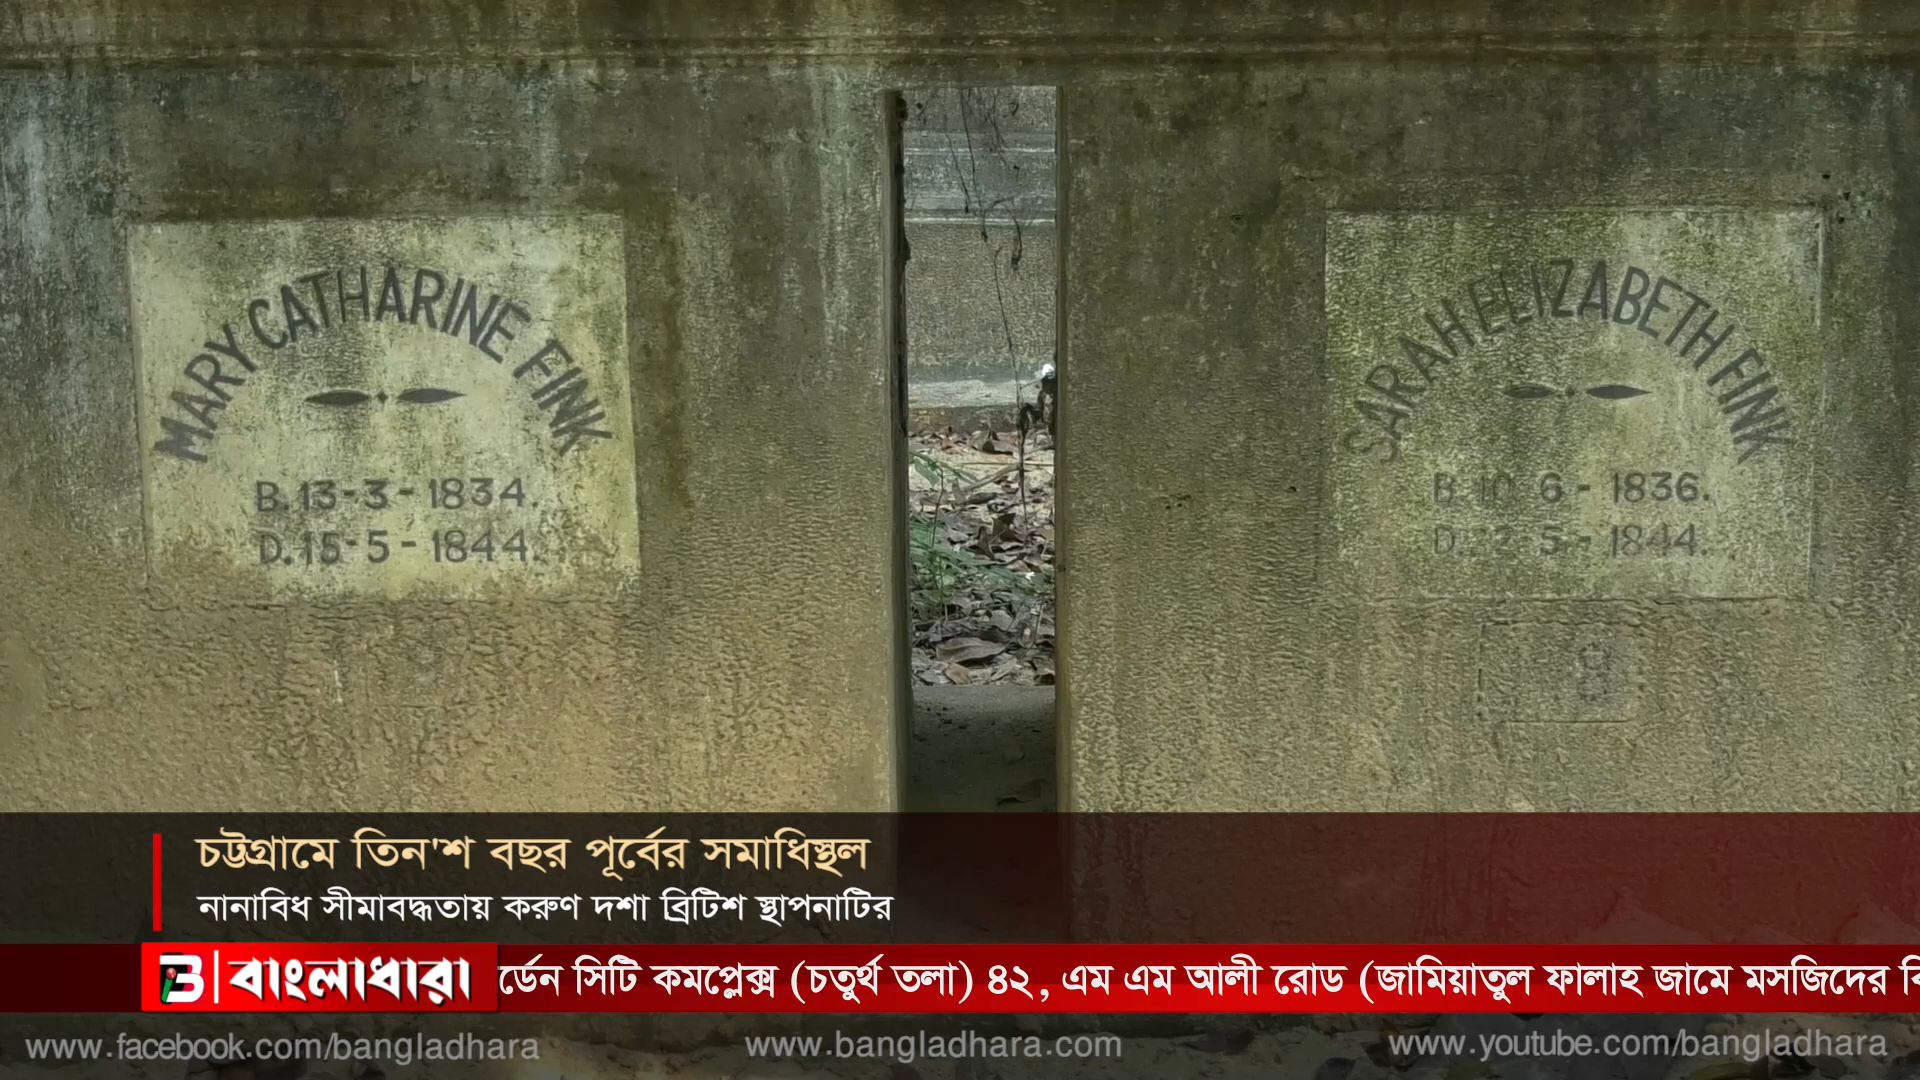 MARY CATHARINE FINK
B. 13-3-1834.
D. 15-5-1844.
SARAH ELIZABETH FINK
B. 10 6 - 1836.
D. 5 - 1844.
8
চট্টগ্রামে তিন'শ বছর পূর্বের সমাধিস্থল
নানাবিধ সীমাবদ্ধতায় করুণ দশা ব্রিটিশ স্থাপনাটির
বাংলাধারা
র্ডেন সিটি কমপ্লেক্স (চতুর্থ তলা) ৪২, এম এম আলী রোড (জামিয়াতুল ফালাহ জামে মসজিদের
www.facebook.com/bangladhara
www.bangladhara.com
www.youtube.com/bangladhara